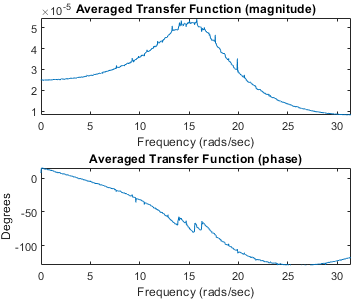 ×10⁻⁵
Averaged Transfer Function (magnitude)
5
4
3
2
1
0 5 10 15 20 25 30
Frequency (rads/sec)
Averaged Transfer Function (phase)
Degrees
0
-50
-100
0 5 10 15 20 25 30
Frequency (rads/sec)